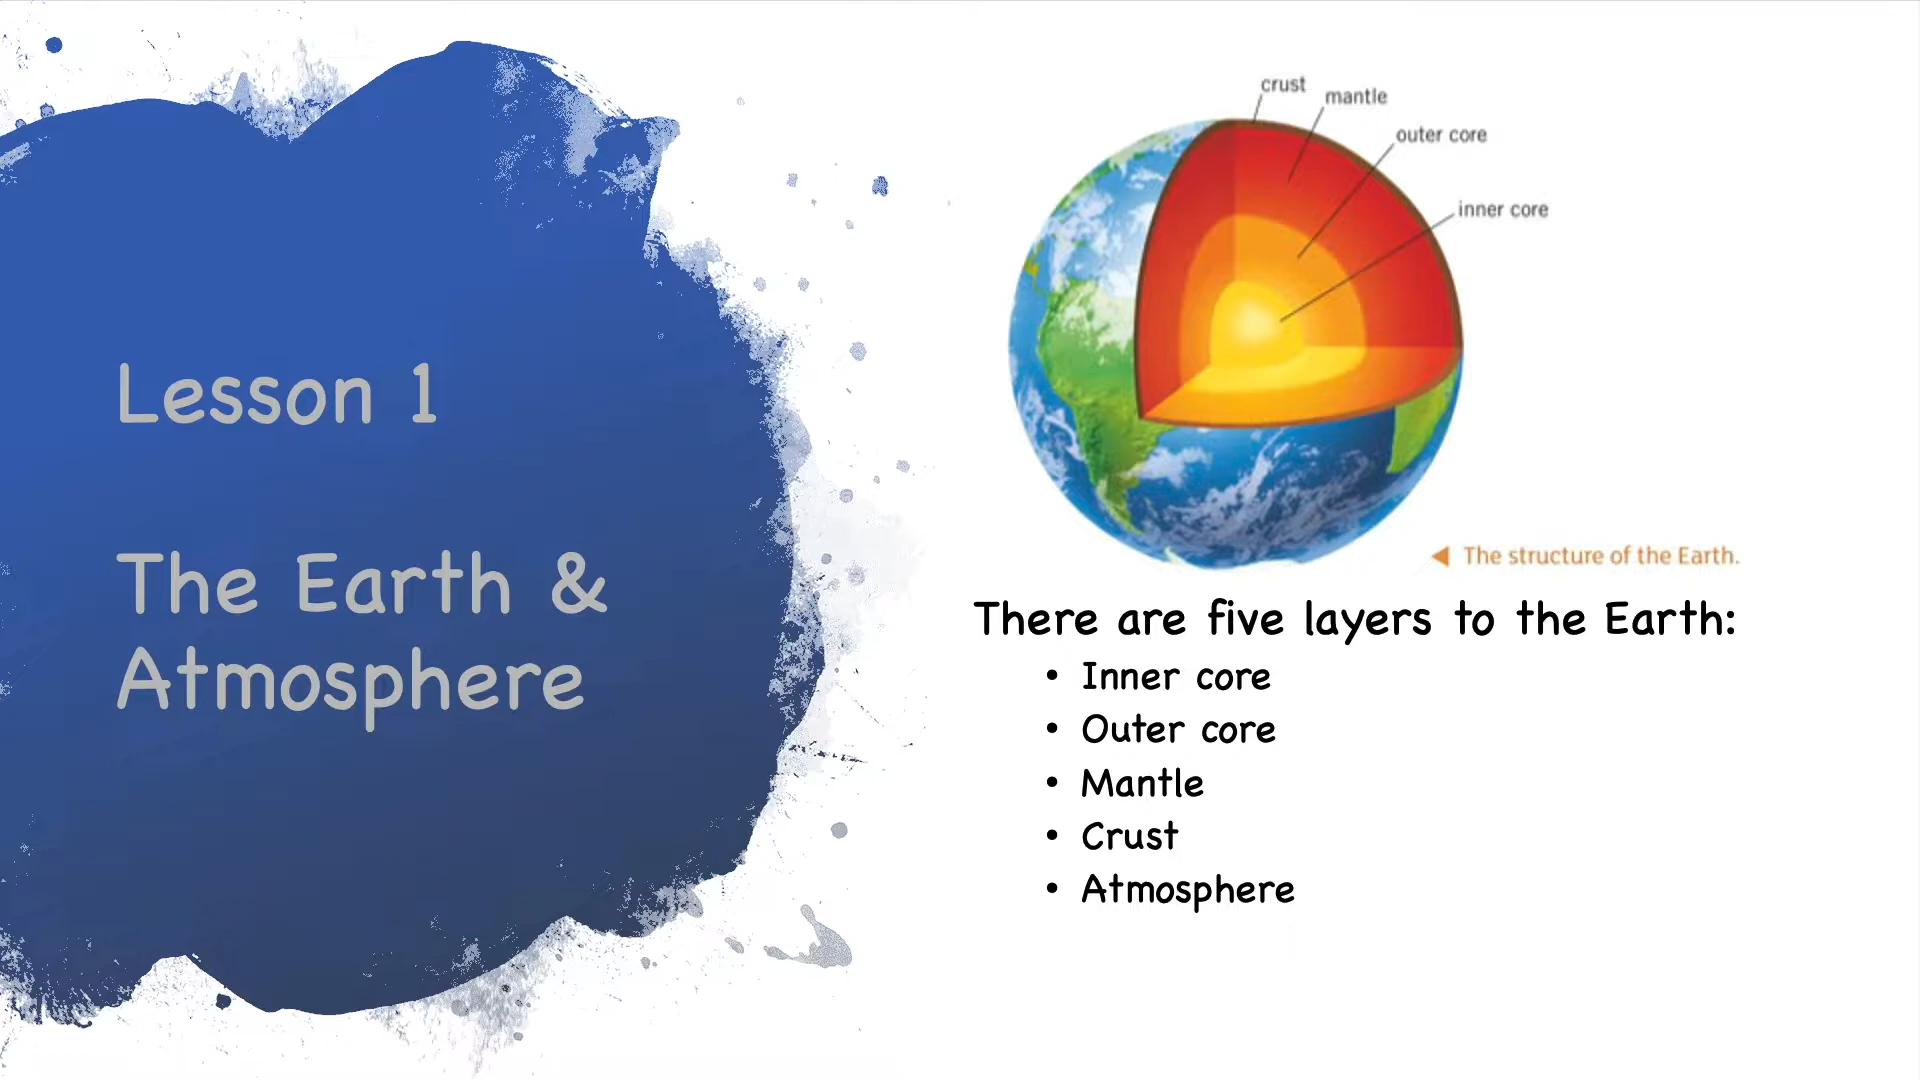 Lesson 1
The Earth &
Atmosphere
crust
mantle
outer core
inner core
The structure of the Earth.
There are five layers to the Earth:
• Inner core
• Outer core
• Mantle
• Crust
• Atmosphere